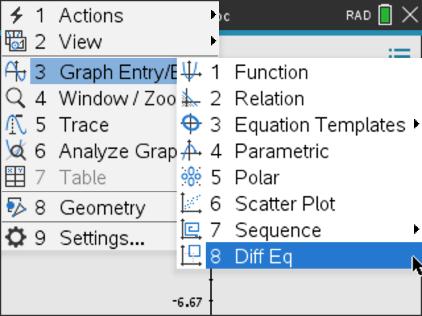 1 Actions
2 View
3 Graph Entry/E
4 Window / Zoo
5 Trace
6 Analyze Grap
7 Table
8 Geometry
9 Settings...
oc RAD
1 Function
2 Relation
3 Equation Templates
4 Parametric
5 Polar
6 Scatter Plot
7 Sequence
8 Diff Eq
-6.67